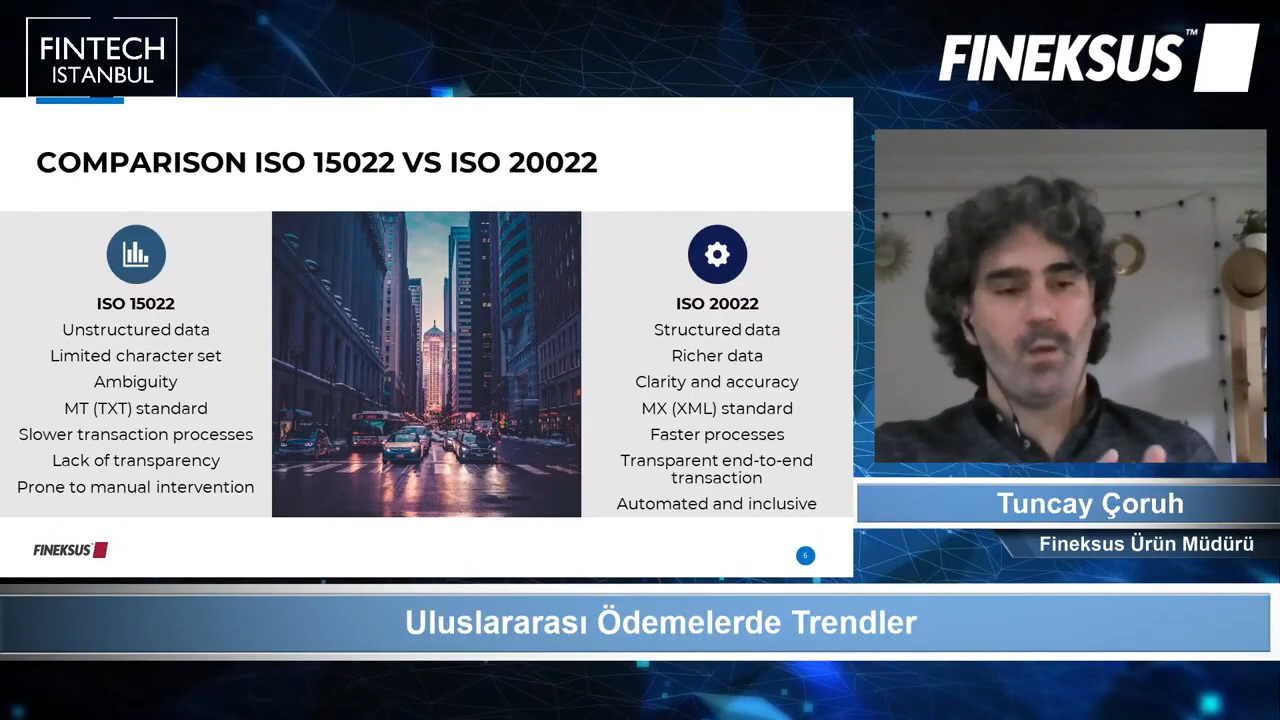 FINTECH
ISTANBUL
FINEKSUS™
COMPARISON ISO 15022 VS ISO 20022
ISO 15022
Unstructured data
Limited character set
Ambiguity
MT (TXT) standard
Slower transaction processes
Lack of transparency
Prone to manual intervention
ISO 20022
Structured data
Richer data
Clarity and accuracy
MX (XML) standard
Faster processes
Transparent end-to-end
transaction
Automated and inclusive
FINEKSUS
6
Tuncay Çoruh
Fineksus Ürün Müdürü
Uluslararası Ödemelerde Trendler